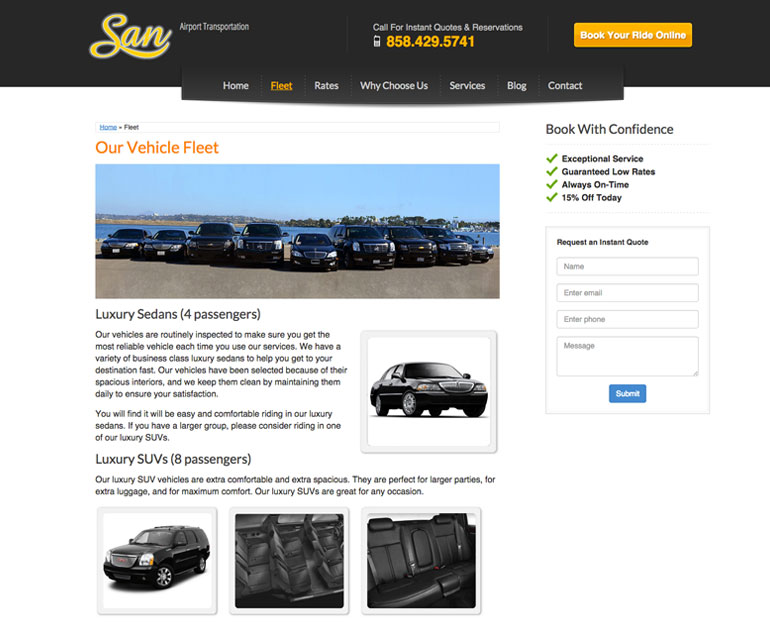 San
Airport Transportation
Call For Instant Quotes & Reservations
858.429.5741
Book Your Ride Online
Home
Fleet
Rates
Why Choose Us
Services
Blog
Contact
Home » Fleet
Our Vehicle Fleet
Luxury Sedans (4 passengers)
Our vehicles are routinely inspected to make sure you get the
most reliable vehicle each time you use our services. We have a
variety of business class luxury sedans to help you get to your
destination fast. Our vehicles have been selected because of their
spacious interiors, and we keep them clean by maintaining them
daily to ensure your satisfaction.
You will find it will be easy and comfortable riding in our luxury
sedans. If you have a larger group, please consider riding in one
of our luxury SUVs.
Luxury SUVs (8 passengers)
Our luxury SUV vehicles are extra comfortable and extra spacious. They are perfect for larger parties, for
extra luggage, and for maximum comfort. Our luxury SUVs are great for any occasion.
Book With Confidence
Exceptional Service
Guaranteed Low Rates
Always On-Time
15% Off Today
Request an Instant Quote
Name
Enter email
Enter phone
Message
Submit